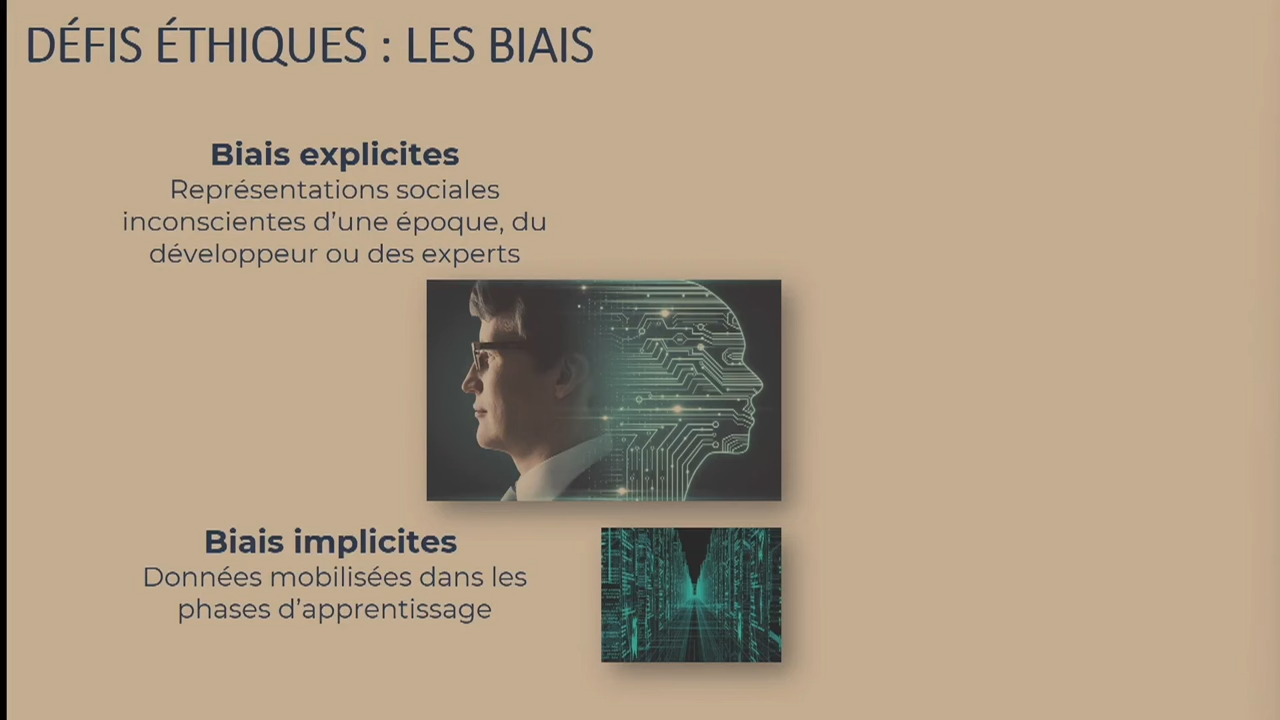 DÉFIS ÉTHIQUES : LES BIAIS
Biais explicites
Représentations sociales
inconscientes d’une époque, du
développeur ou des experts
Biais implicites
Données mobilisées dans les
phases d’apprentissage